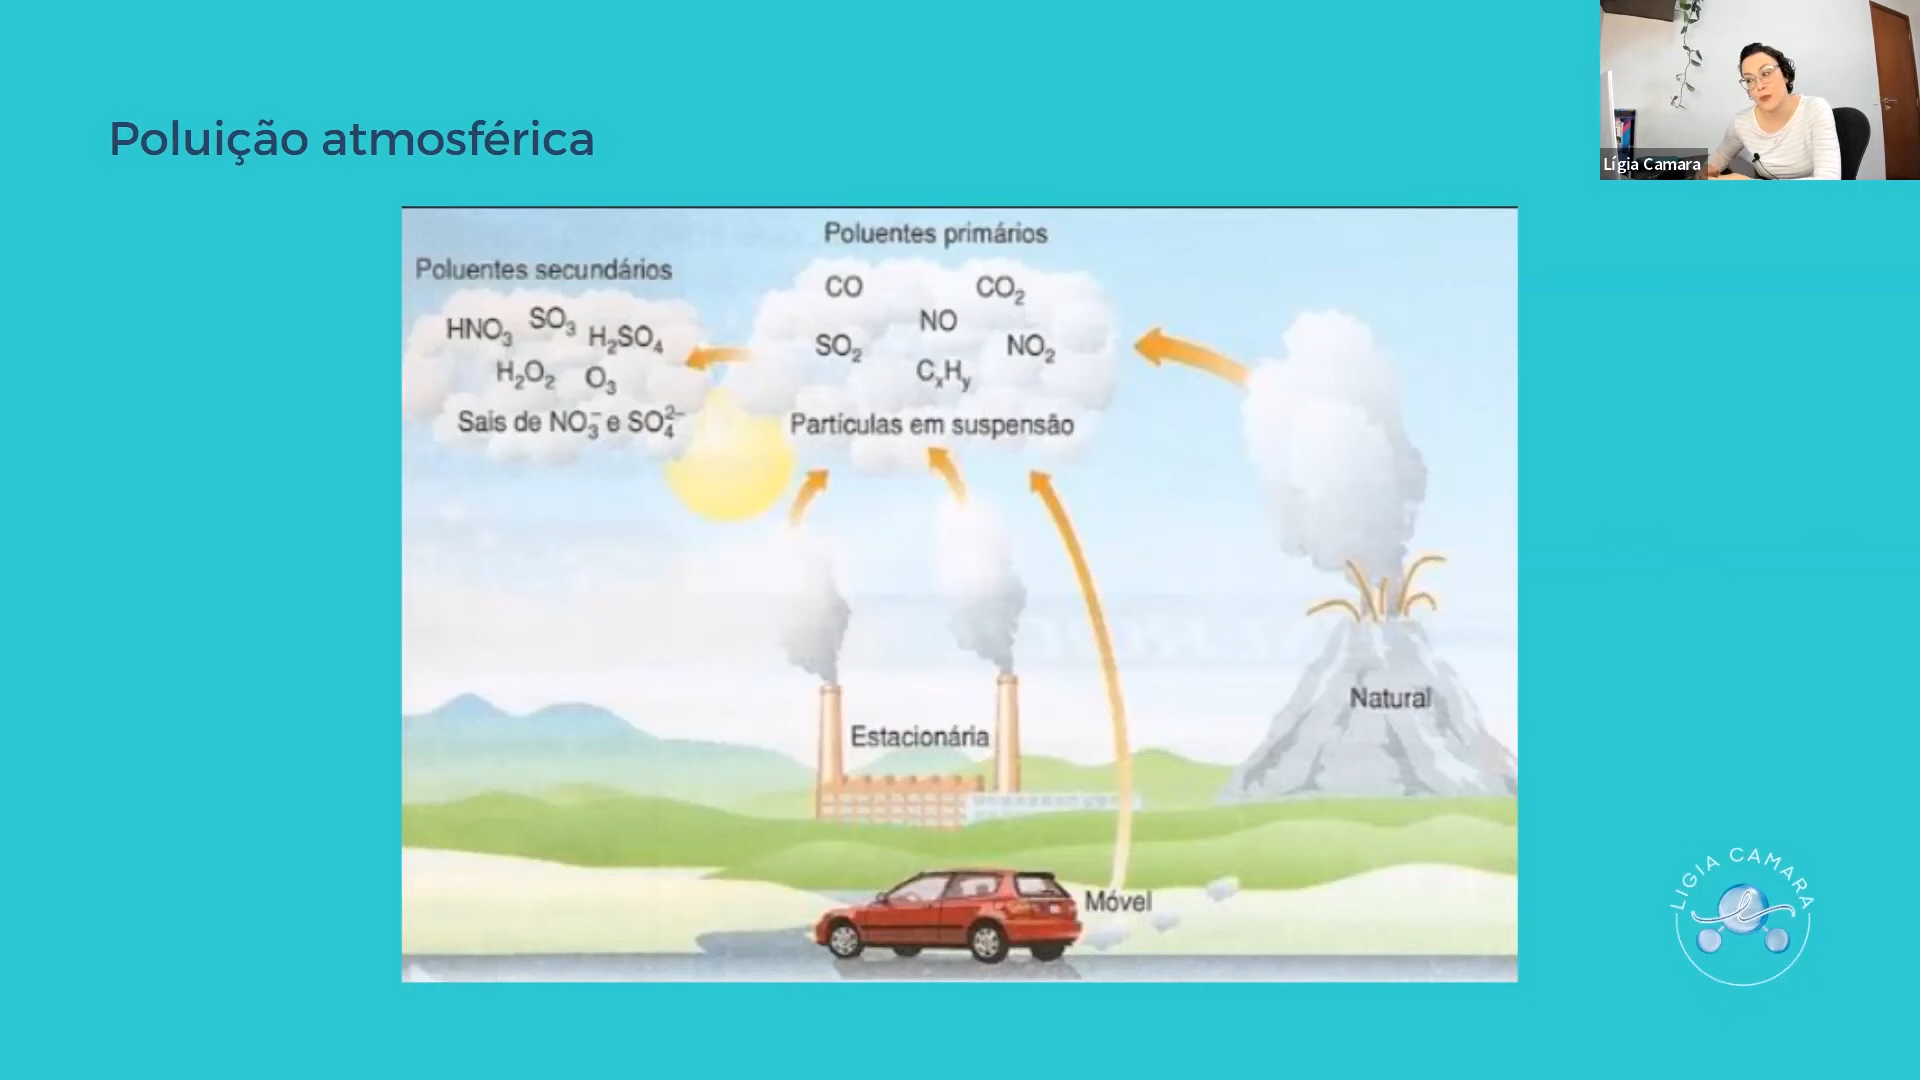 Poluição atmosférica
Lígia Camara
Poluentes primários
Poluentes secundários
CO
CO₂
NO
SO₂
NO₂
CₓHᵧ
Partículas em suspensão
HNO₃
SO₃
H₂SO₄
H₂O₂
O₃
Sais de NO₃⁻ e SO₄²⁻
Natural
Estacionária
Móvel
LIGIA CAMARA